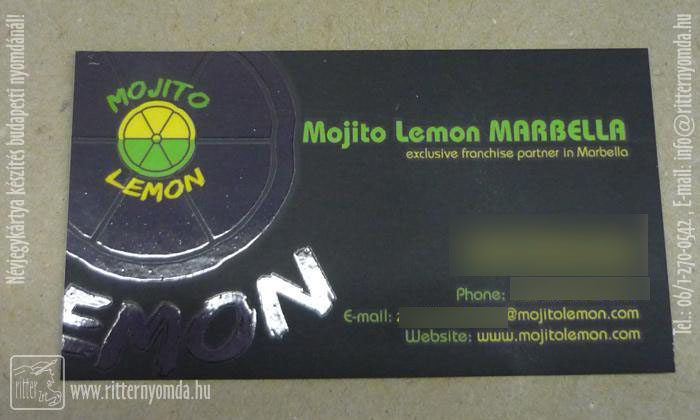 MOJITO
LEMON
Mojito Lemon MARBELLA
exclusive franchise partner in Marbella
Phone:
E-mail: @mojitolemon.com
Website: www.mojitolemon.com
LEMON
Névjegykártya készítés budapesti nyomdánál!
Tel.: 06/1-270-0542 E-mail: info@ritternyomda.hu
ritter
www.ritternyomda.hu